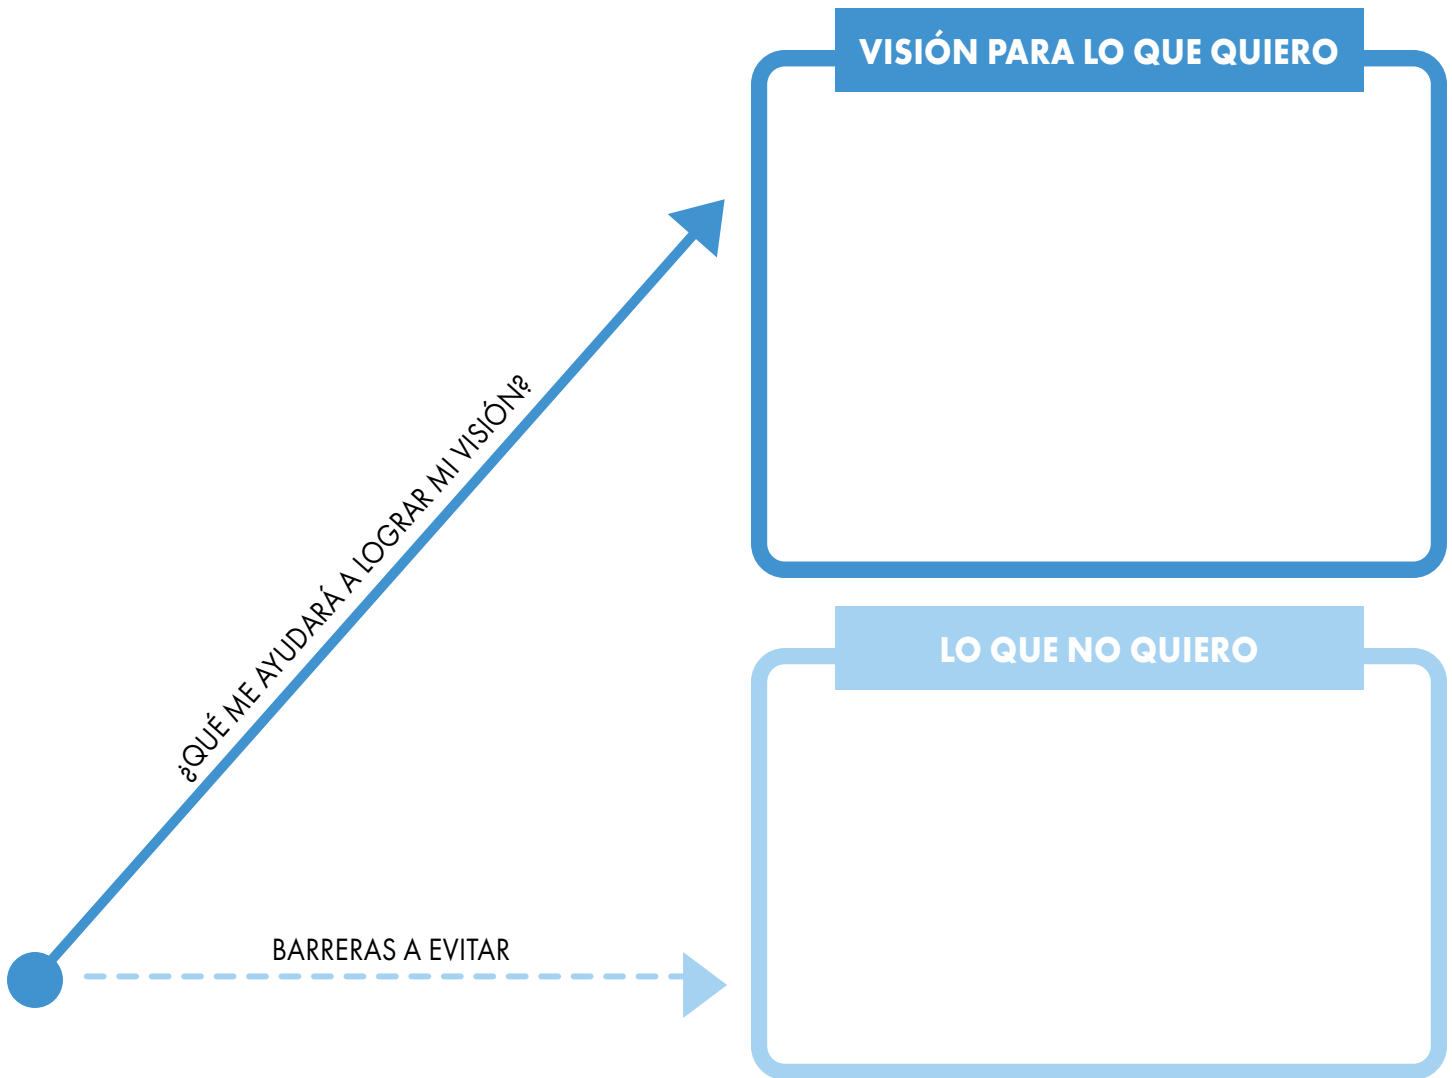 VISIÓN PARA LO QUE QUIERO
¿QUÉ ME AYUDARÁ A LOGRAR MI VISIÓN?
LO QUE NO QUIERO
BARRERAS A EVITAR